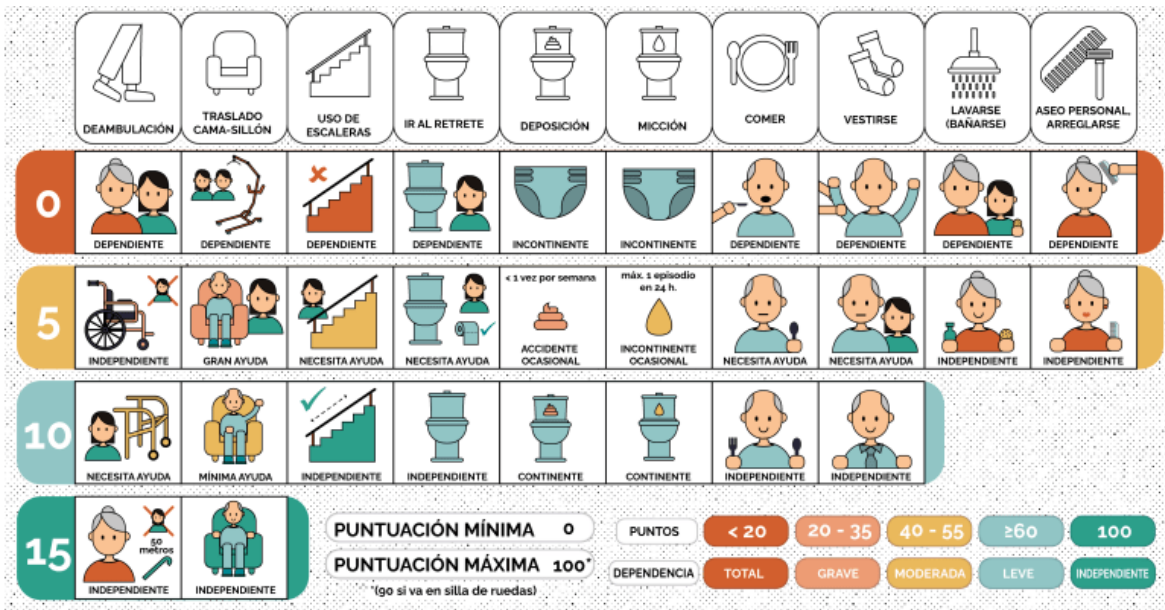 DEAMBULACIÓN
TRASLADO
CAMA-SILLÓN
USO DE
ESCALERAS
IR AL RETRETE
DEPOSICIÓN
MICCIÓN
COMER
VESTIRSE
LAVARSE
(BAÑARSE)
ASEO PERSONAL,
ARREGLARSE
0
DEPENDIENTE
DEPENDIENTE
DEPENDIENTE
DEPENDIENTE
INCONTINENTE
INCONTINENTE
DEPENDIENTE
DEPENDIENTE
DEPENDIENTE
DEPENDIENTE
5
INDEPENDIENTE
GRAN AYUDA
NECESITA AYUDA
NECESITA AYUDA
< 1 vez por semana
ACCIDENTE
OCASIONAL
máx. 1 episodio
en 24 h.
INCONTINENTE
OCASIONAL
NECESITA AYUDA
NECESITA AYUDA
INDEPENDIENTE
INDEPENDIENTE
10
NECESITA AYUDA
MÍNIMA AYUDA
INDEPENDIENTE
INDEPENDIENTE
CONTINENTE
CONTINENTE
INDEPENDIENTE
INDEPENDIENTE
15
50
metros
INDEPENDIENTE
INDEPENDIENTE
PUNTUACIÓN MÍNIMA 0
PUNTUACIÓN MÁXIMA 100*
*(90 si va en silla de ruedas)
PUNTOS < 20 20 - 35 40 - 55 ≥60 100
DEPENDENCIA TOTAL GRAVE MODERADA LEVE INDEPENDIENTE